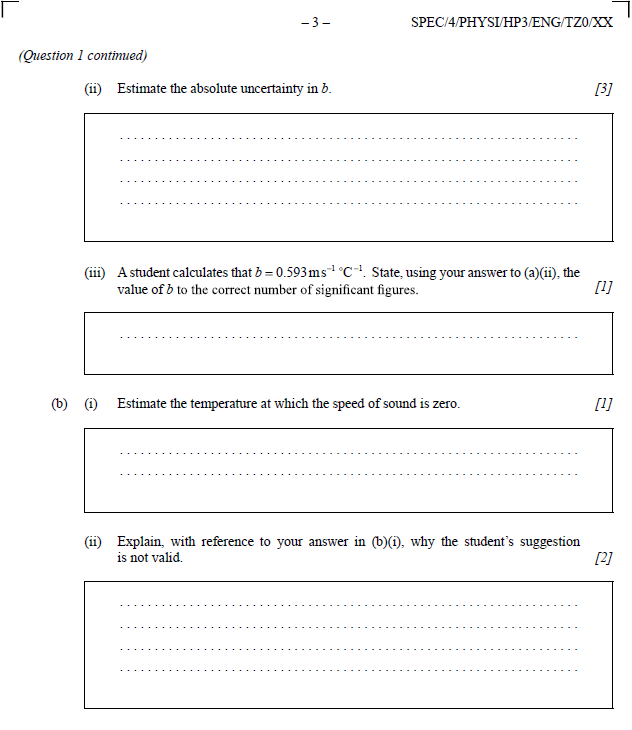 – 3 –
SPEC/4/PHYSI/HP3/ENG/TZ0/XX
(Question 1 continued)
(ii) Estimate the absolute uncertainty in b. [3]
(iii) A student calculates that b = 0.593 m s⁻¹ °C⁻¹. State, using your answer to (a)(ii), the
value of b to the correct number of significant figures. [1]
(b) (i) Estimate the temperature at which the speed of sound is zero. [1]
(ii) Explain, with reference to your answer in (b)(i), why the student's suggestion
is not valid. [2]